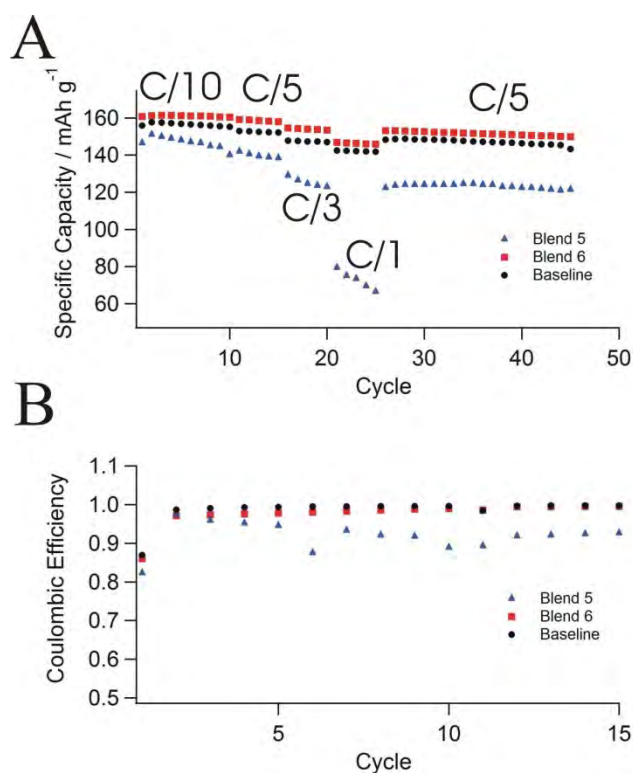 A
C/10
C/5
C/5
C/3
C/1
Specific Capacity / mAh g⁻¹
160
140
120
100
80
60
Blend 5
Blend 6
Baseline
10
20
30
40
50
Cycle
B
Coulombic Efficiency
1.1
1.0
0.9
0.8
0.7
0.6
0.5
Blend 5
Blend 6
Baseline
5
10
15
Cycle